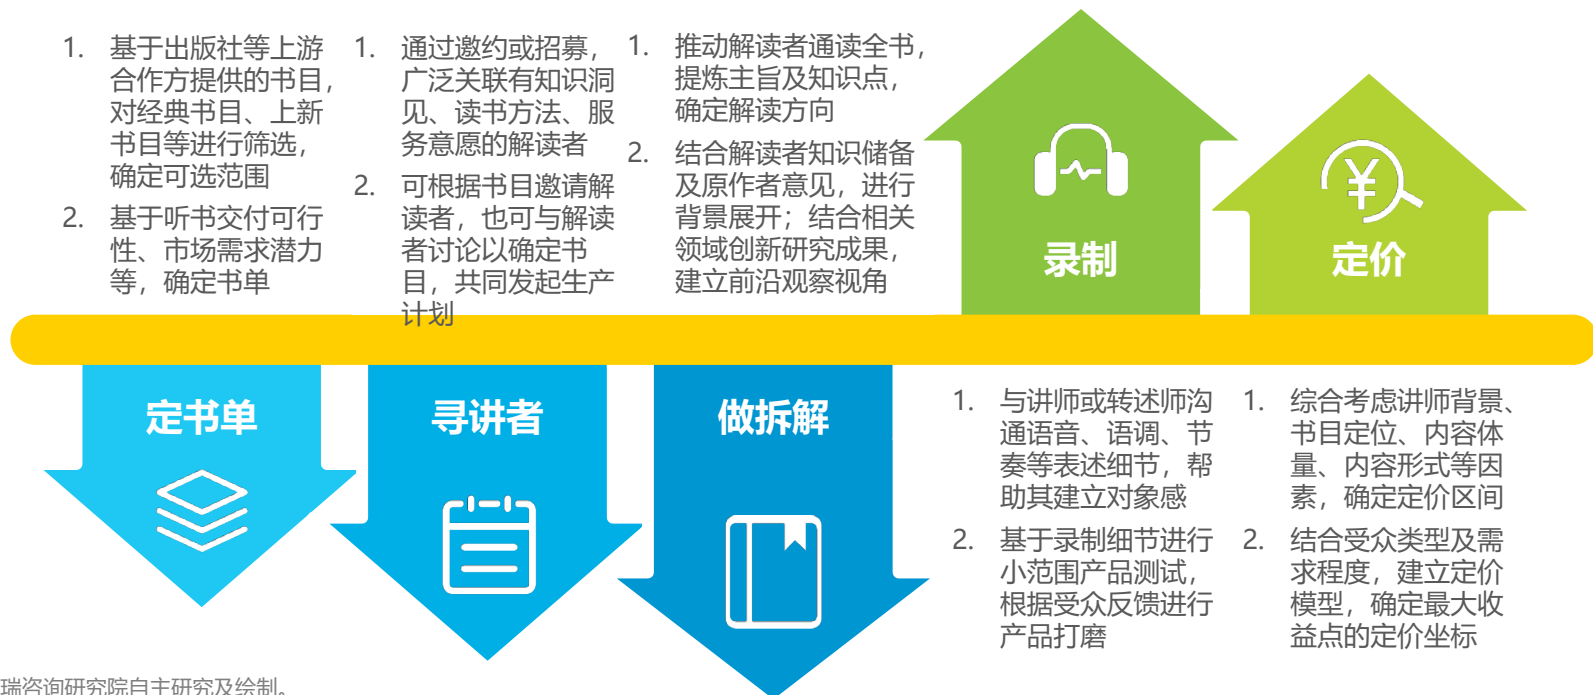 1. 基于出版社等上游
合作方提供的书目，
对经典书目、上新
书目等进行筛选，
确定可选范围
2. 基于听书交付可行
性、市场需求潜力
等，确定书单
1. 通过邀约或招募，
广泛关联有知识洞
见、读书方法、服
务意愿的解读者
2. 可根据书目邀请解
读者，也可与解读
者讨论以确定书
目，共同发起生产
计划
1. 推动解读者通读全书，
提炼主旨及知识点，
确定解读方向
2. 结合解读者知识储备
及原作者意见，进行
背景展开；结合相关
领域创新研究成果，
建立前沿观察视角
录制
定价
定书单
寻讲者
做拆解
1. 与讲师或转述师沟
通语音、语调、节
奏等表述细节，帮
助其建立对象感
2. 基于录制细节进行
小范围产品测试，
根据受众反馈进行
产品打磨
1. 综合考虑讲师背景、
书目定位、内容体
量、内容形式等因
素，确定定价区间
2. 结合受众类型及需
求程度，建立定价
模型，确定最大收
益点的定价坐标
瑞咨询研究院自主研究及绘制。